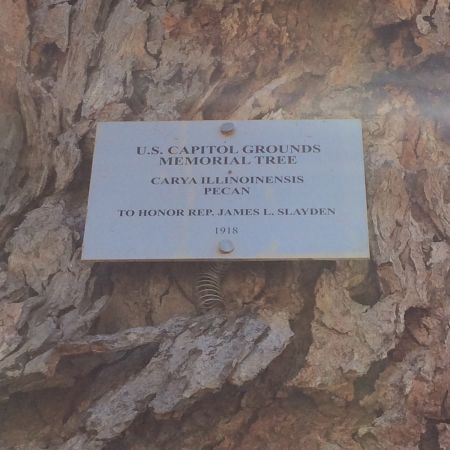 U.S. CAPITOL GROUNDS
MEMORIAL TREE
CARYA ILLINOINENSIS
PECAN
TO HONOR REP. JAMES L. SLAYDEN
1918